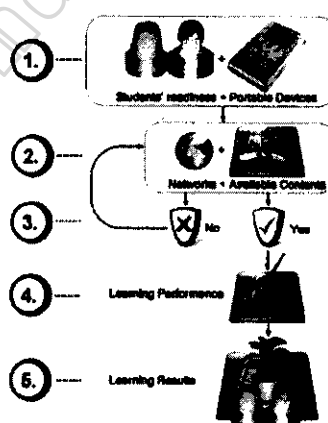 1.
Students' readiness + Portable Devices
2.
Networks + Available Contents
3.
No
Yes
4.
Learning Performance
5.
Learning Results